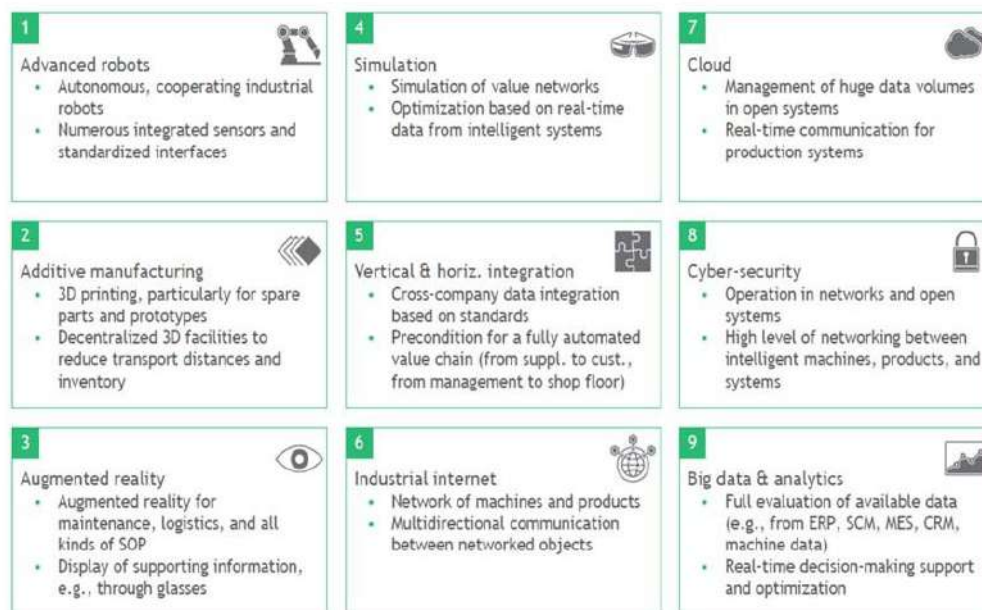 1
Advanced robots
• Autonomous, cooperating industrial
robots
• Numerous integrated sensors and
standardized interfaces
2
Additive manufacturing
• 3D printing, particularly for spare
parts and prototypes
• Decentralized 3D facilities to
reduce transport distances and
inventory
3
Augmented reality
• Augmented reality for
maintenance, logistics, and all
kinds of SOP
• Display of supporting information,
e.g., through glasses
4
Simulation
• Simulation of value networks
• Optimization based on real-time
data from intelligent systems
5
Vertical & horiz. integration
• Cross-company data integration
based on standards
• Precondition for a fully automated
value chain (from suppl. to cust.,
from management to shop floor)
6
Industrial internet
• Network of machines and products
• Multidirectional communication
between networked objects
7
Cloud
• Management of huge data volumes
in open systems
• Real-time communication for
production systems
8
Cyber-security
• Operation in networks and open
systems
• High level of networking between
intelligent machines, products, and
systems
9
Big data & analytics
• Full evaluation of available data
(e.g., from ERP, SCM, MES, CRM,
machine data)
• Real-time decision-making support
and optimization